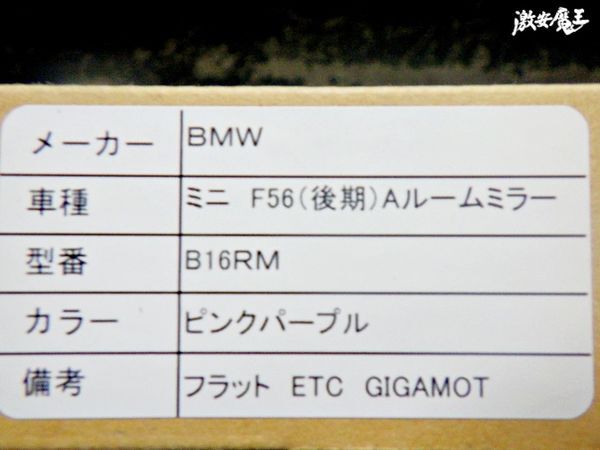 激安魔王
メーカー BMW
車種 ミニ F56(後期)Aルームミラー
型番 B16RM
カラー ピンクパープル
備考 フラット ETC GIGAMOT